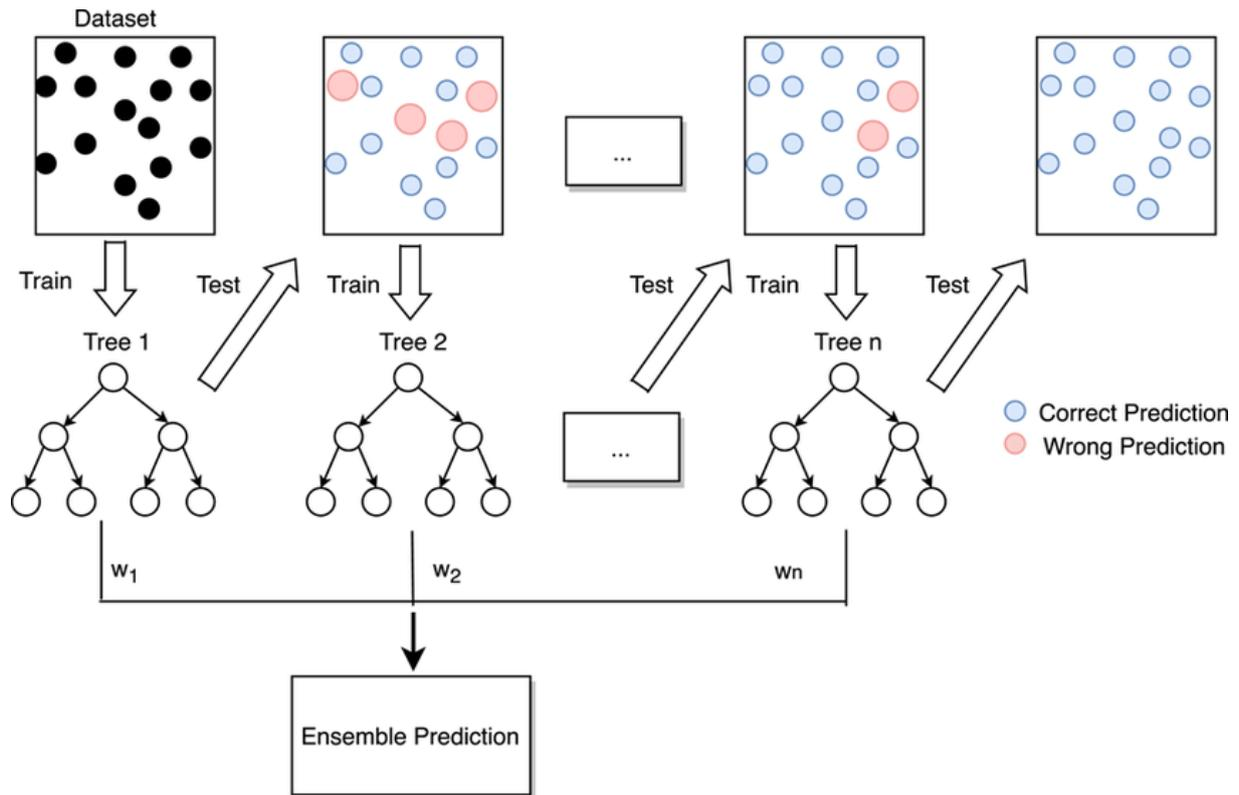 Dataset
...
Train
Test
Train
Test
Train
Test
Tree 1
Tree 2
Tree n
Correct Prediction
Wrong Prediction
...
w1
w2
wn
Ensemble Prediction